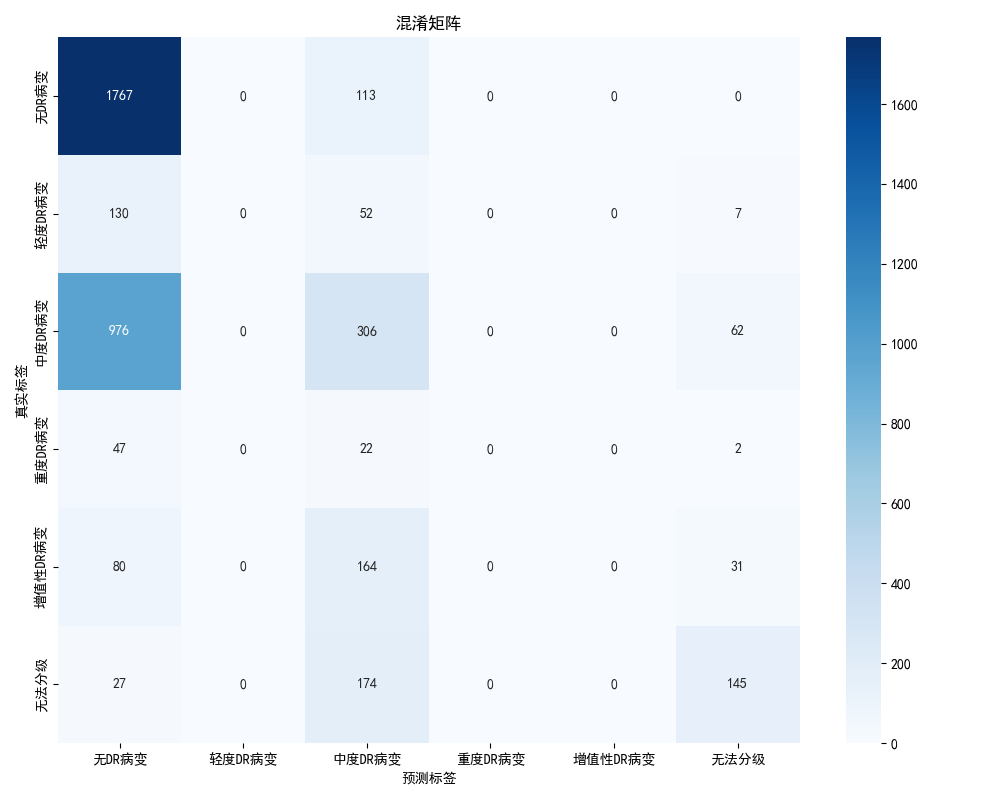 混淆矩阵
真实标签
无DR病变 1767 0 113 0 0 0
轻度DR病变 130 0 52 0 0 7
中度DR病变 976 0 306 0 0 62
重度DR病变 47 0 22 0 0 2
增值性DR病变 80 0 164 0 0 31
无法分级 27 0 174 0 0 145
无DR病变 轻度DR病变 中度DR病变 重度DR病变 增值性DR病变 无法分级
预测标签
1600
1400
1200
1000
800
600
400
200
0